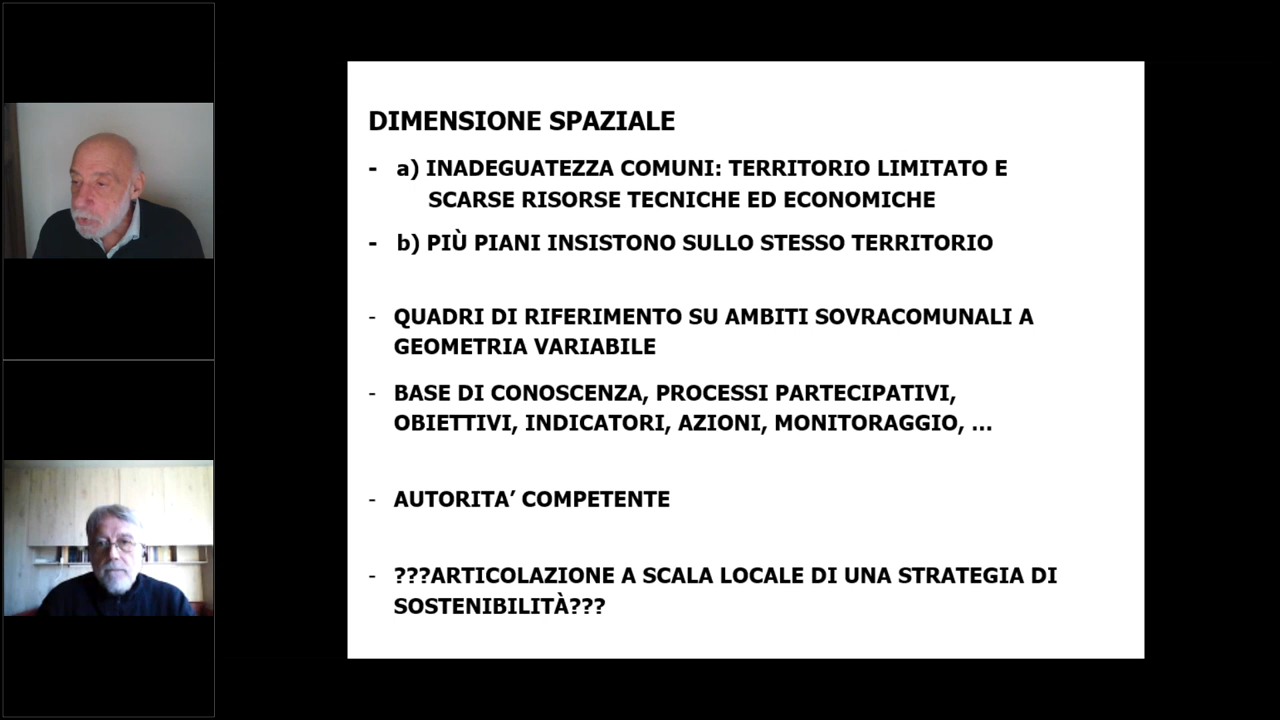 DIMENSIONE SPAZIALE
- a) INADEGUATEZZA COMUNI: TERRITORIO LIMITATO E
SCARSE RISORSE TECNICHE ED ECONOMICHE
- b) PIÙ PIANI INSISTONO SULLO STESSO TERRITORIO
- QUADRI DI RIFERIMENTO SU AMBITI SOVRACOMUNALI A
GEOMETRIA VARIABILE
- BASE DI CONOSCENZA, PROCESSI PARTECIPATIVI,
OBIETTIVI, INDICATORI, AZIONI, MONITORAGGIO, ...
- AUTORITA’ COMPETENTE
- ???ARTICOLAZIONE A SCALA LOCALE DI UNA STRATEGIA DI
SOSTENIBILITÀ???